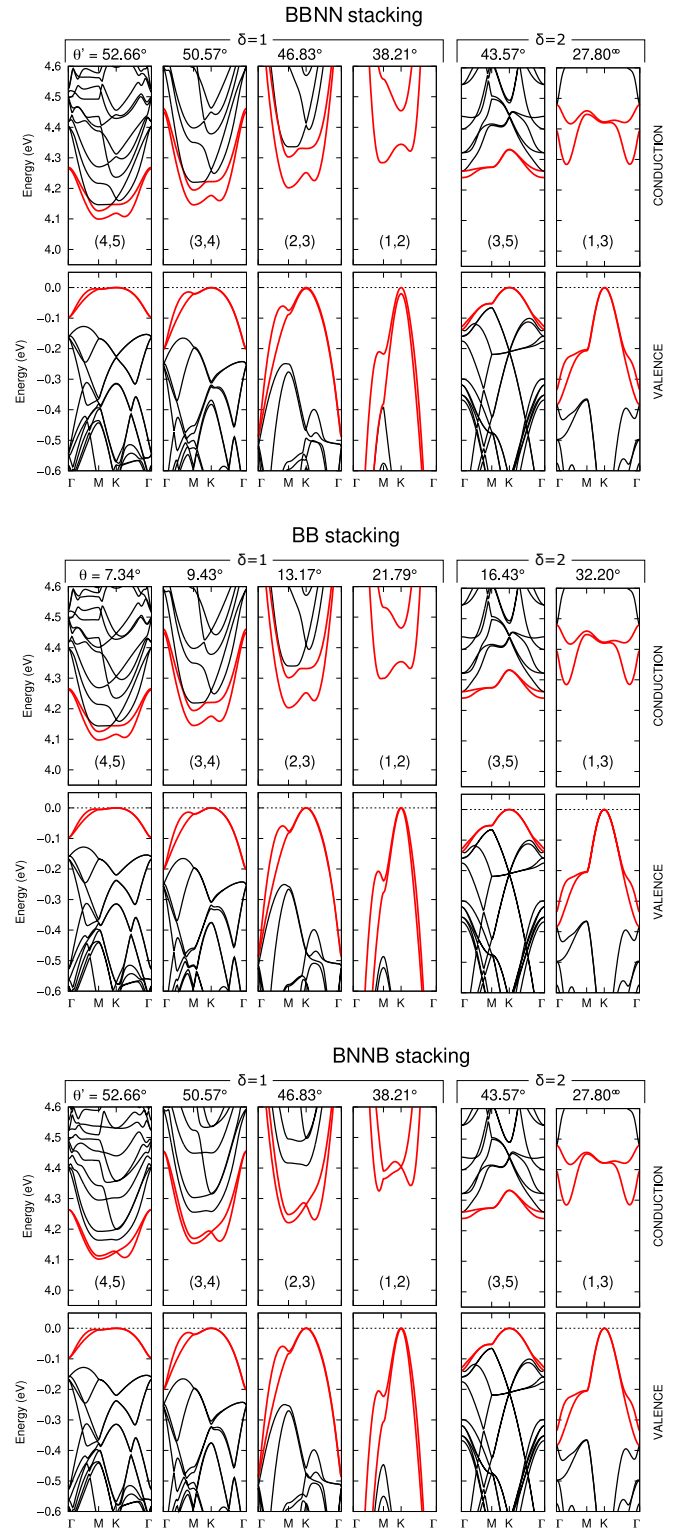 BBNN stacking
δ=1 δ=2
θ' = 52.66° 50.57° 46.83° 38.21° 43.57° 27.80°
4.6
4.5
4.4
4.3
4.2
4.1
4.0
Energy (eV)
(4,5) (3,4) (2,3) (1,2) (3,5) (1,3)
CONDUCTION
0.0
−0.1
−0.2
−0.3
−0.4
−0.5
−0.6
Energy (eV)
VALENCE
Γ M K Γ Γ M K Γ Γ M K Γ Γ M K Γ Γ M K Γ Γ M K Γ
BB stacking
δ=1 δ=2
θ = 7.34° 9.43° 13.17° 21.79° 16.43° 32.20°
4.6
4.5
4.4
4.3
4.2
4.1
4.0
Energy (eV)
(4,5) (3,4) (2,3) (1,2) (3,5) (1,3)
CONDUCTION
0.0
−0.1
−0.2
−0.3
−0.4
−0.5
−0.6
Energy (eV)
VALENCE
Γ M K Γ Γ M K Γ Γ M K Γ Γ M K Γ Γ M K Γ Γ M K Γ
BNNB stacking
δ=1 δ=2
θ' = 52.66° 50.57° 46.83° 38.21° 43.57° 27.80°
4.6
4.5
4.4
4.3
4.2
4.1
4.0
Energy (eV)
(4,5) (3,4) (2,3) (1,2) (3,5) (1,3)
CONDUCTION
0.0
−0.1
−0.2
−0.3
−0.4
−0.5
−0.6
Energy (eV)
VALENCE
Γ M K Γ Γ M K Γ Γ M K Γ Γ M K Γ Γ M K Γ Γ M K Γ